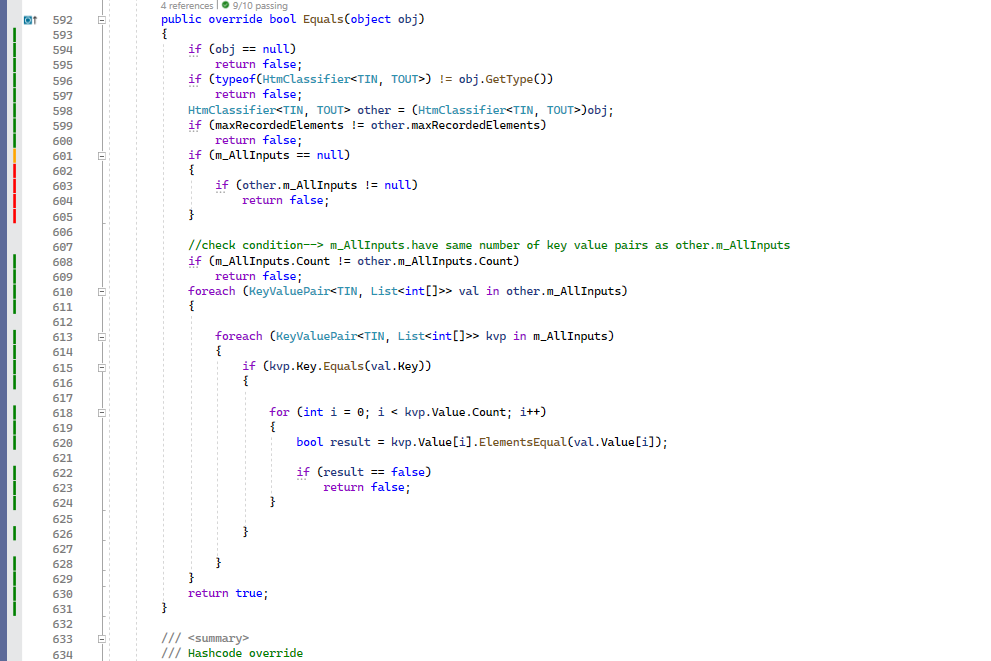 4 references | 9/10 passing
592 public override bool Equals(object obj)
593 {
594 if (obj == null)
595 return false;
596 if (typeof(HtmClassifier<TIN, TOUT>) != obj.GetType())
597 return false;
598 HtmClassifier<TIN, TOUT> other = (HtmClassifier<TIN, TOUT>)obj;
599 if (maxRecordedElements != other.maxRecordedElements)
600 return false;
601 if (m_AllInputs == null)
602 {
603 if (other.m_AllInputs != null)
604 return false;
605 }
606
607 //check condition--> m_AllInputs.have same number of key value pairs as other.m_AllInputs
608 if (m_AllInputs.Count != other.m_AllInputs.Count)
609 return false;
610 foreach (KeyValuePair<TIN, List<int[]>> val in other.m_AllInputs)
611 {
612
613 foreach (KeyValuePair<TIN, List<int[]>> kvp in m_AllInputs)
614 {
615 if (kvp.Key.Equals(val.Key))
616 {
617
618 for (int i = 0; i < kvp.Value.Count; i++)
619 {
620 bool result = kvp.Value[i].ElementsEqual(val.Value[i]);
621
622 if (result == false)
623 return false;
624 }
625
626 }
627
628 }
629 }
630 return true;
631 }
632
633 /// <summary>
634 /// Hashcode override